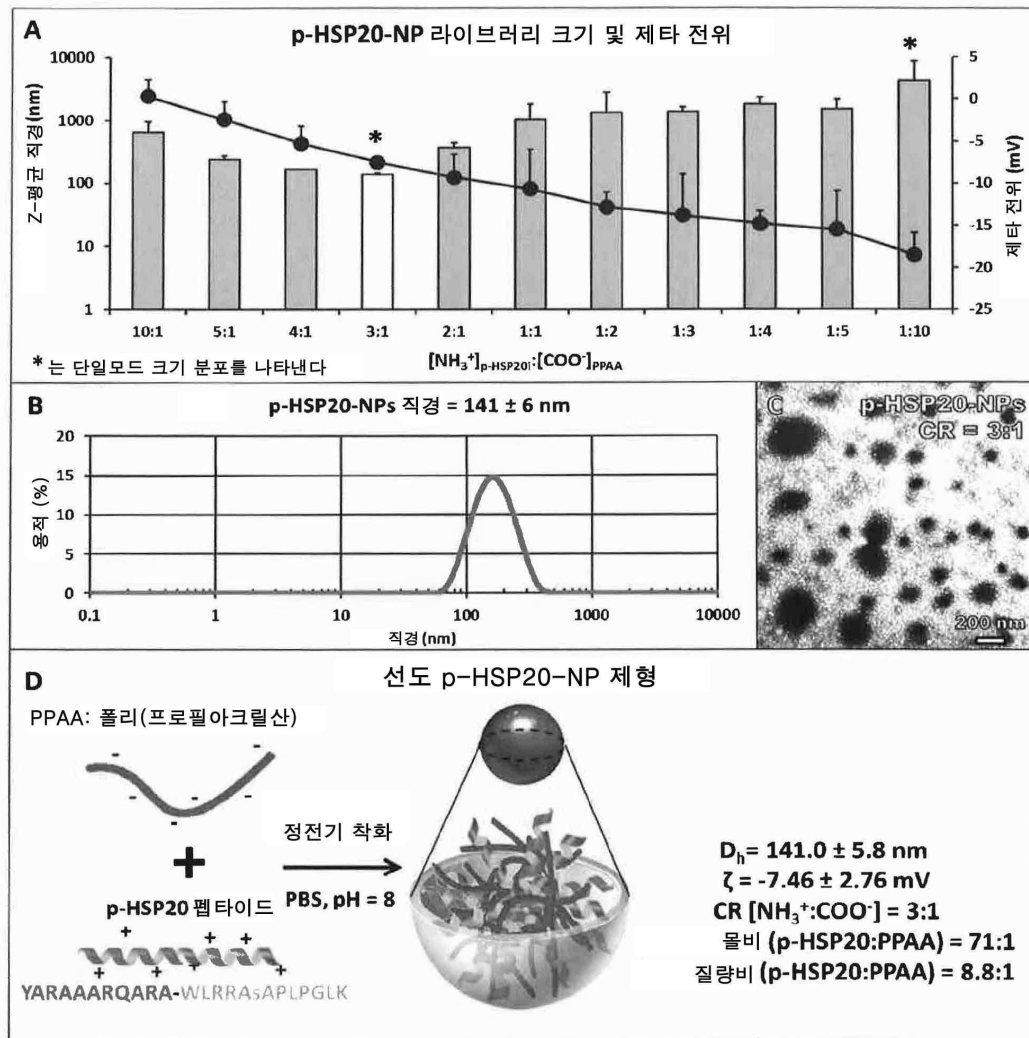 A
p-HSP20-NP 라이브러리 크기 및 제타 전위
*
10000
1000
100
10
1
Z-평균 직경(nm)
*
5
0
-5
-10
-15
-20
-25
제타 전위 (mV)
10:1 5:1 4:1 3:1 2:1 1:1 1:2 1:3 1:4 1:5 1:10
*는 단일모드 크기 분포를 나타낸다
[NH₃⁺]p-HSP20:[COO⁻]PPAA
B
p-HSP20-NPs 직경 = 141 ± 6 nm
20
15
10
5
0
용적 (%)
0.1 1 10 100 1000 10000
직경(nm)
C p-HSP20-NPs
CR = 3:1
200 nm
D
선도 p-HSP20-NP 제형
PPAA: 폴리(프로필아크릴산)
- - - - - -
+
정전기 착화
PBS, pH = 8
p-HSP20 펩타이드
+ + + + + + +
YARAAARQARA-WLRRAsAPLPGLK
Dₕ= 141.0 ± 5.8 nm
ζ = -7.46 ± 2.76 mV
CR [NH₃⁺:COO⁻] = 3:1
몰비 (p-HSP20:PPAA) = 71:1
질량비 (p-HSP20:PPAA) = 8.8:1